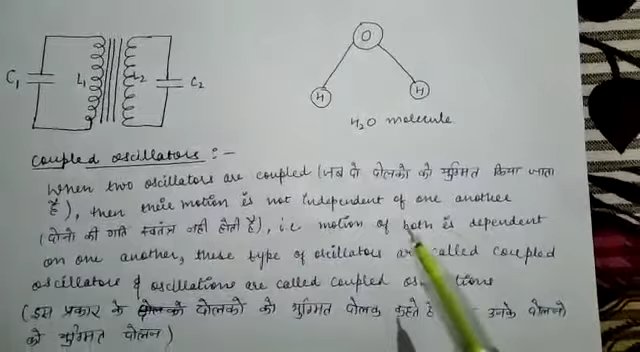 C1 L1 L2 C2
O
H H
H2O molecule
Coupled oscillators :-
When two oscillators are coupled (जब दो दोलको को युग्मित किया जाता
है), then their motion is not independent of one another
(दोनो की गति स्वतंत्र नही होती है), i.e motion of both is dependent
on one another, these type of oscillators are called coupled
oscillators & oscillations are called coupled
(इस प्रकार के दोलको को युग्मित दोलक कहते है उनके दोलनो
को युग्मित दोलन)